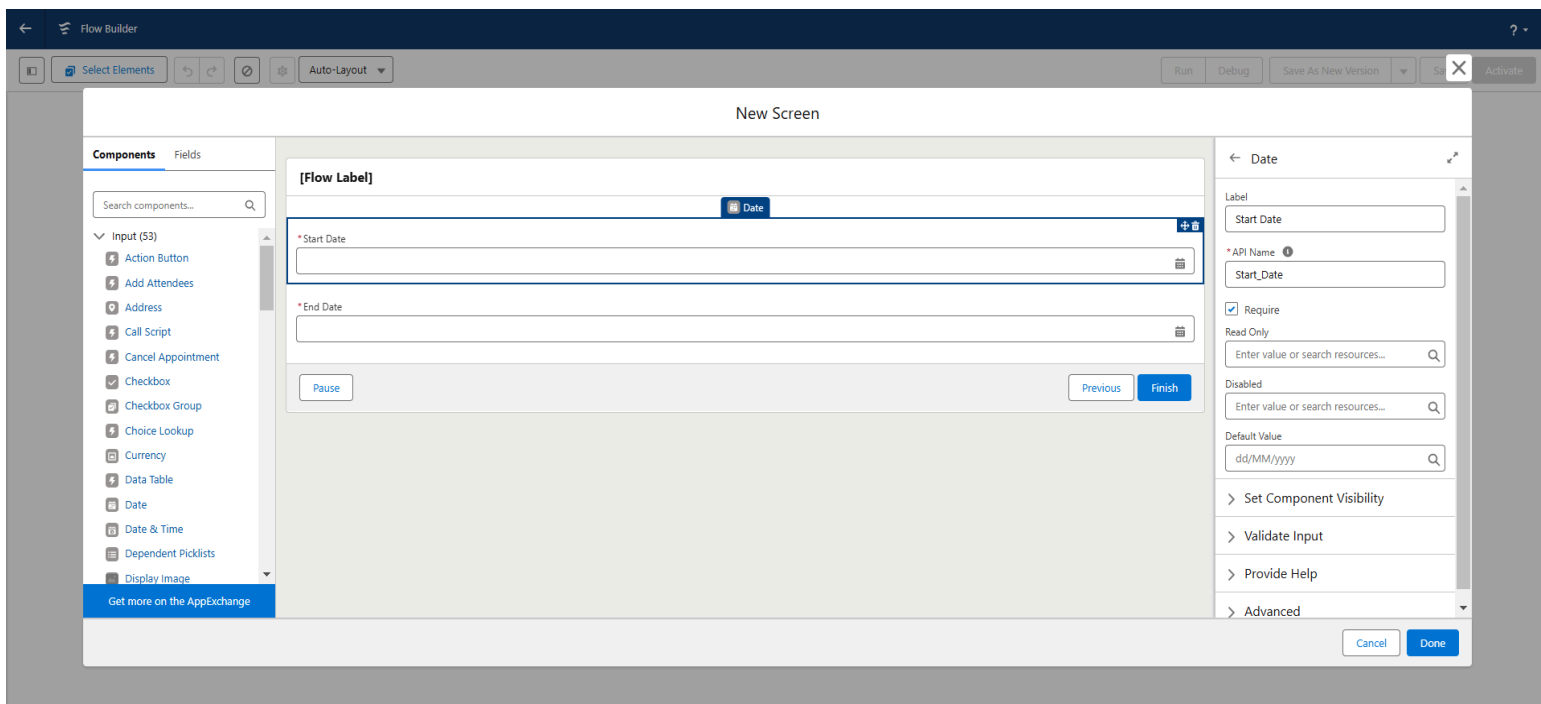 Flow Builder
?
Select Elements
Auto-Layout
Run
Debug
Save As New Version
Activate
New Screen
Components
Fields
Search components...
Input (53)
Action Button
Add Attendees
Address
Call Script
Cancel Appointment
Checkbox
Checkbox Group
Choice Lookup
Currency
Data Table
Date
Date & Time
Dependent Picklists
Display Image
Get more on the AppExchange
[Flow Label]
Date
*Start Date
*End Date
Pause
Previous
Finish
Date
Label
Start Date
*API Name
Start_Date
Require
Read Only
Enter value or search resources...
Disabled
Enter value or search resources...
Default Value
dd/MM/yyyy
Set Component Visibility
Validate Input
Provide Help
Advanced
Cancel
Done